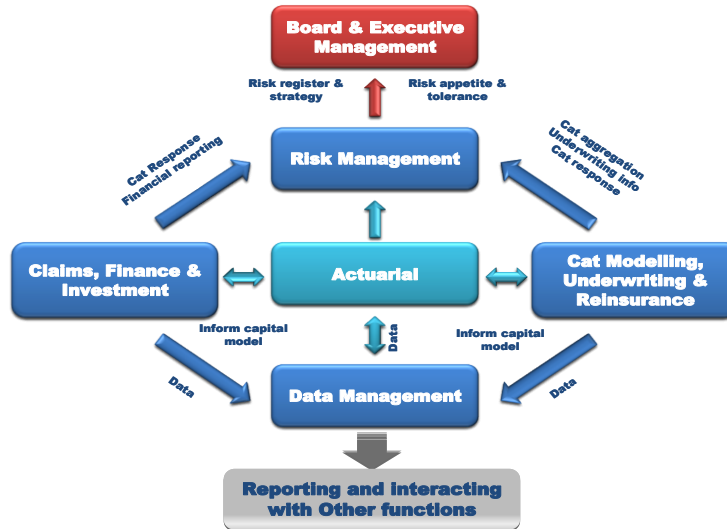 Board & Executive
Management
Risk register &
strategy
Risk appetite &
tolerance
Cat Response
Financial reporting
Risk Management
Cat aggregation
Underwriting info
Cat response
Claims, Finance &
Investment
Actuarial
Cat Modelling,
Underwriting &
Reinsurance
Inform capital
model
Data
Inform capital
model
Data
Data Management
Data
Reporting and interacting
with Other functions